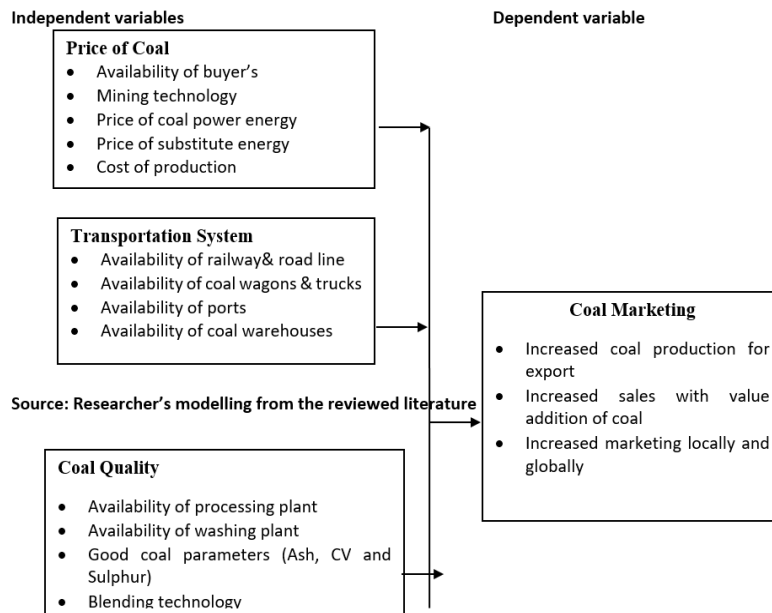 Independent variables
Dependent variable
Price of Coal
• Availability of buyer's
• Mining technology
• Price of coal power energy
• Price of substitute energy
• Cost of production
Transportation System
• Availability of railway& road line
• Availability of coal wagons & trucks
• Availability of ports
• Availability of coal warehouses
Coal Marketing
• Increased coal production for
export
• Increased sales with value
addition of coal
• Increased marketing locally and
globally
Source: Researcher's modelling from the reviewed literature
Coal Quality
• Availability of processing plant
• Availability of washing plant
• Good coal parameters (Ash, CV and
Sulphur)
• Blending technology